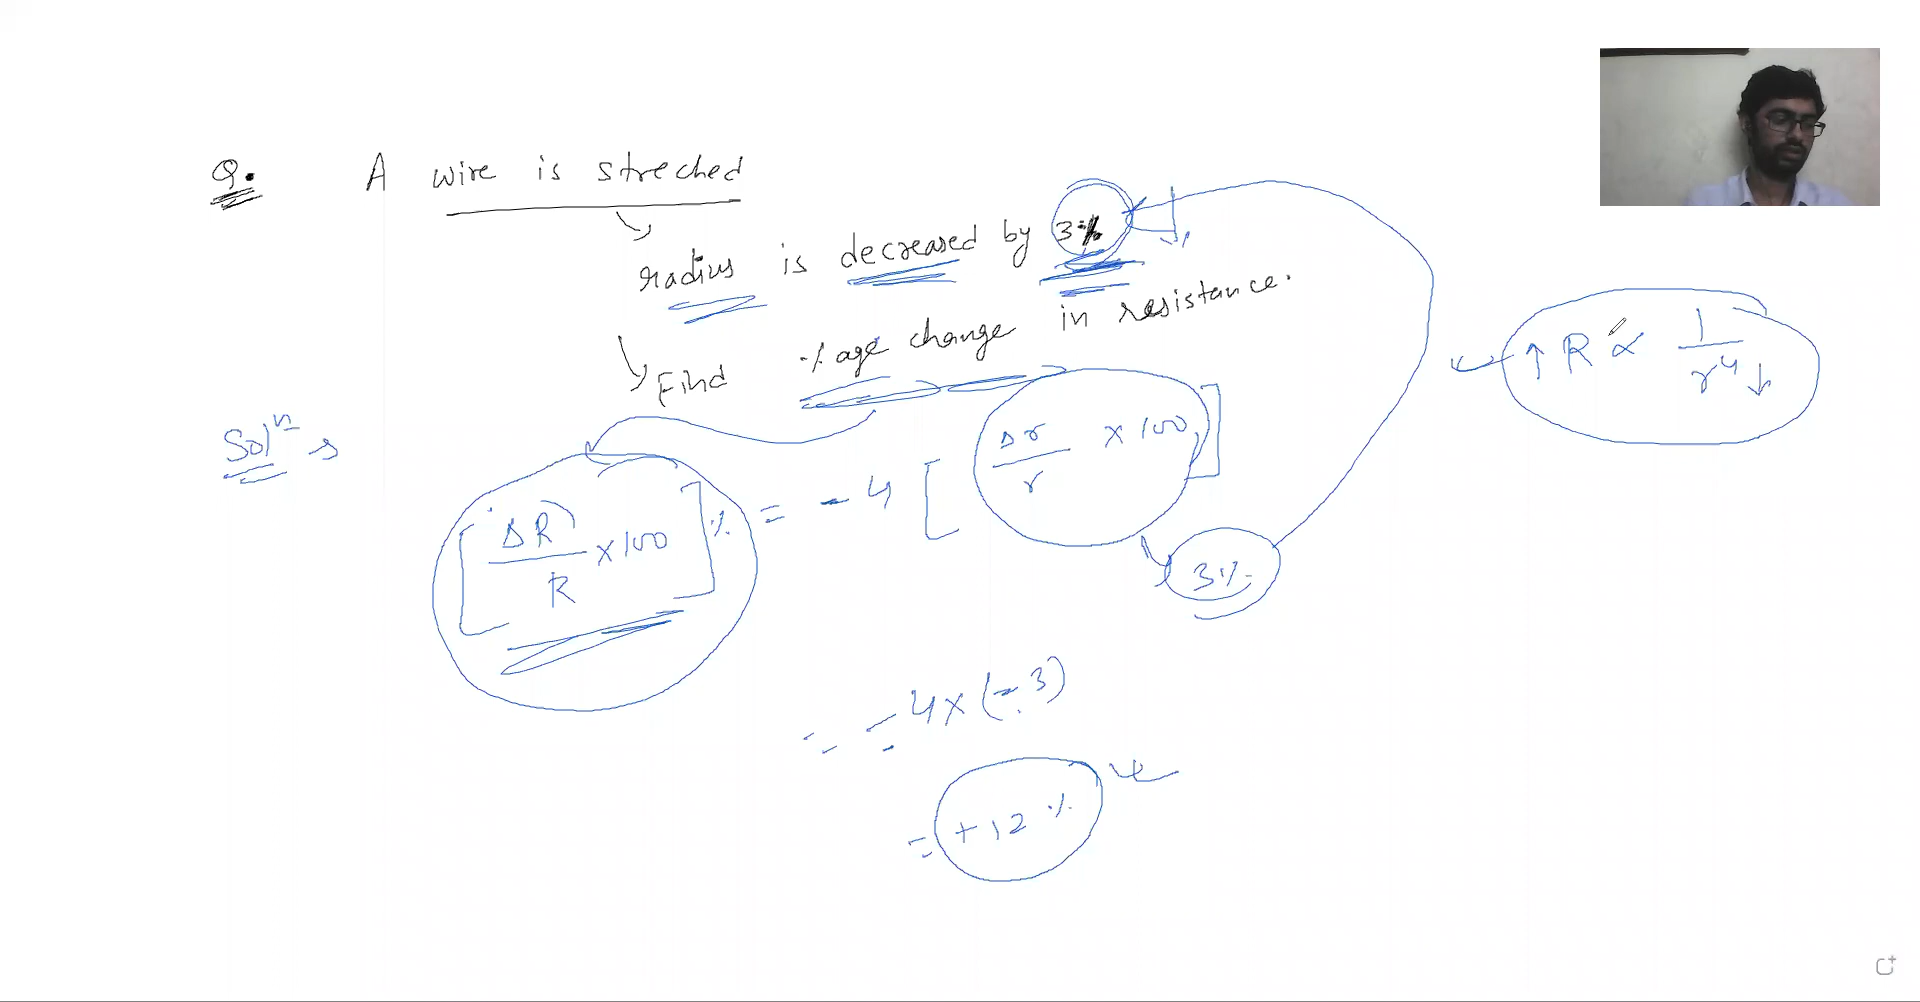 Q. A wire is streched
radius is decreased by 3%
Find %age change in resistance.
Solⁿ
[ΔR/R × 100] % = -4 [Δr/r × 100]
3%
↑ R ∝ 1/r⁴ ↓
= -4 × (-3)
= +12 %